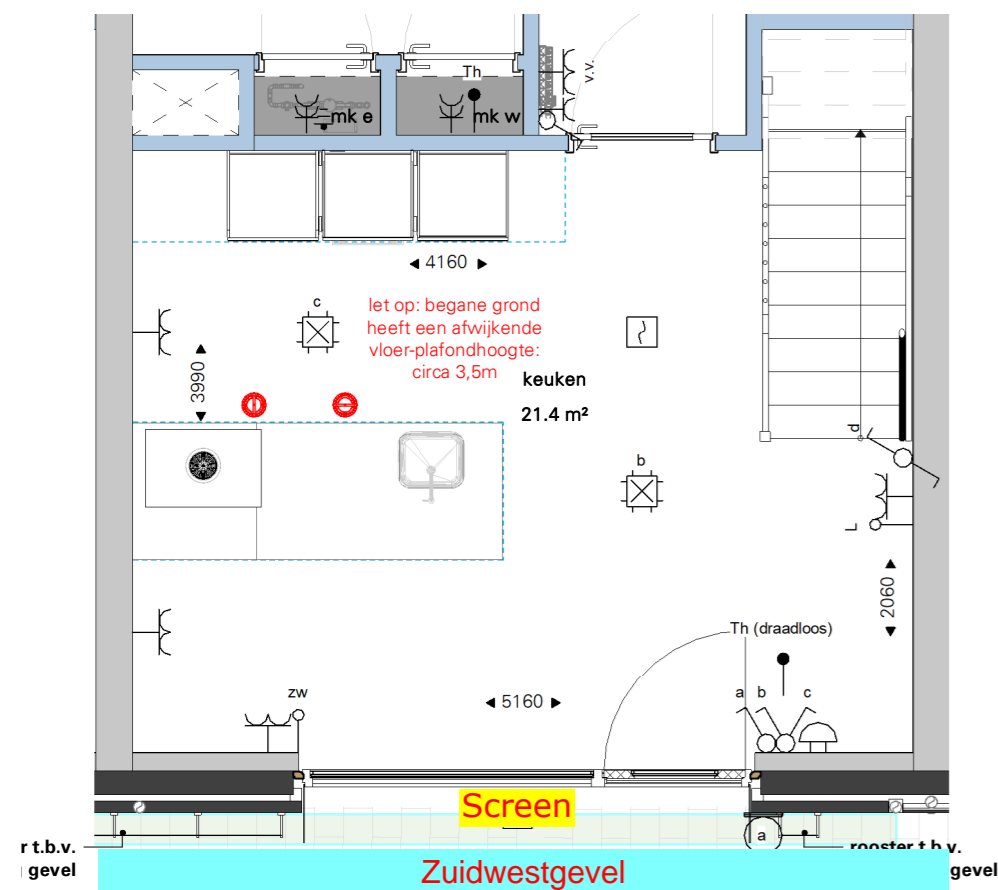 Th
v.v.
mk e
mk w
4160
c
let op: begane grond
heeft een afwijkende
vloer-plafondhoogte:
circa 3,5m
3990
keuken
21.4 m²
d
b
L
2060
Th (draadloos)
zw
5160
a b c
Screen
a
r t.b.v.
gevel
rooster t.b.v.
gevel
Zuidwestgevel